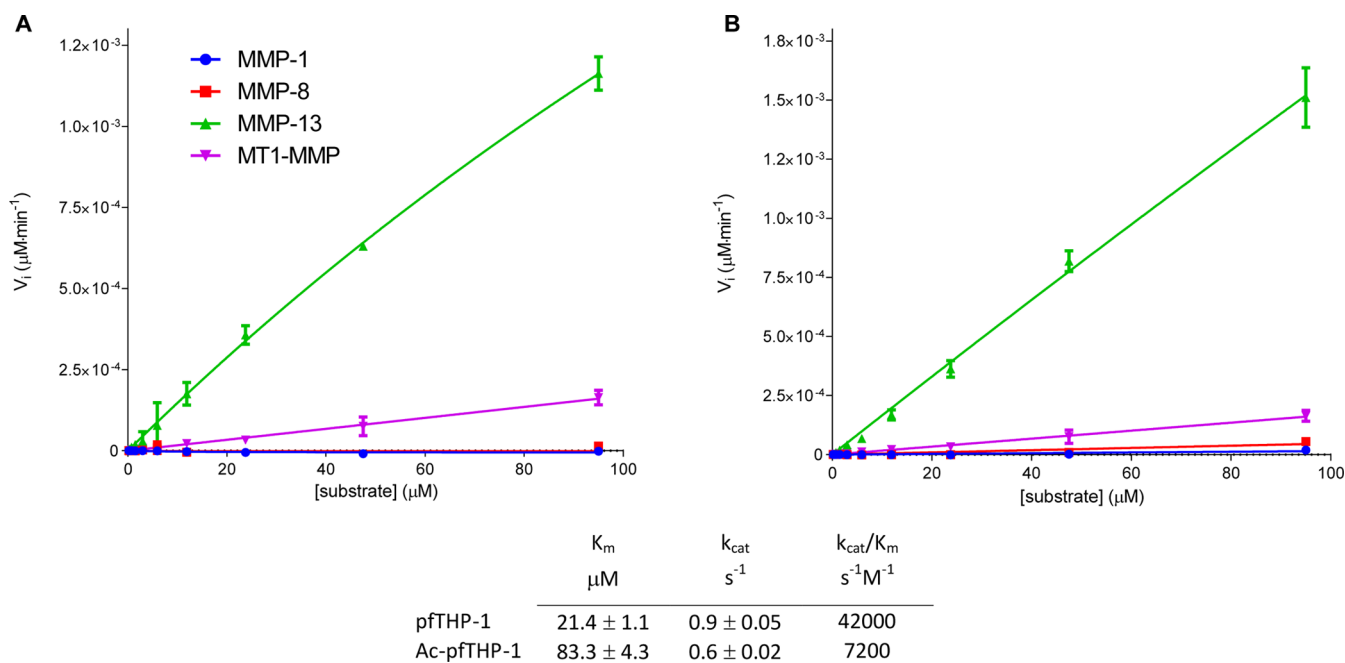 A
1.2× 10⁻³
1.0× 10⁻³
7.5× 10⁻⁴
5.0× 10⁻⁴
2.5× 10⁻⁴
0
Vᵢ (μM·min⁻¹)
MMP-1
MMP-8
MMP-13
MT1-MMP
0 20 40 60 80 100
[substrate] (μM)
B
1.8× 10⁻³
1.5× 10⁻³
1.2× 10⁻³
1.0× 10⁻³
7.5× 10⁻⁴
5.0× 10⁻⁴
2.5× 10⁻⁴
0
Vᵢ (μM·min⁻¹)
0 20 40 60 80 100
[substrate] (μM)
Kₘ kcat kcat/Kₘ
μM s⁻¹ s⁻¹M⁻¹
pfTHP-1 21.4 ± 1.1 0.9 ± 0.05 42000
Ac-pfTHP-1 83.3 ± 4.3 0.6 ± 0.02 7200